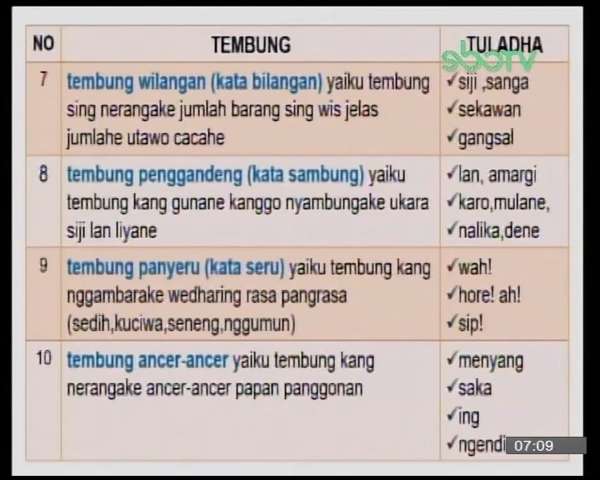 NO TEMBUNG TULADHA
sbotv
7 tembung wilangan (kata bilangan) yaiku tembung
sing nerangake jumlah barang sing wis jelas
jumlahe utawo cacahe
✓siji ,sanga
✓sekawan
✓gangsal
8 tembung penggandeng (kata sambung) yaiku
tembung kang gunane kanggo nyambungake ukara
siji lan liyane
✓lan, amargi
✓karo,mulane,
✓nalika,dene
9 tembung panyeru (kata seru) yaiku tembung kang
nggambarake wedharing rasa pangrasa
(sedih,kuciwa,seneng,nggumun)
✓wah!
✓hore! ah!
✓sip!
10 tembung ancer-ancer yaiku tembung kang
nerangake ancer-ancer papan panggonan
✓menyang
✓saka
✓ing
✓ngendi
07:09